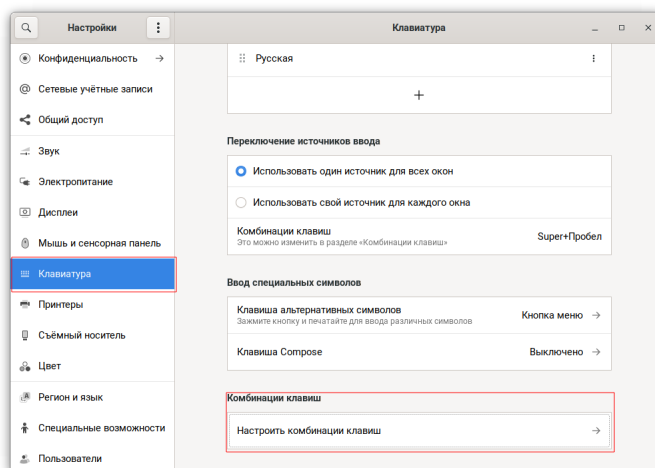 Настройки
Клавиатура
Конфиденциальность
Сетевые учётные записи
Общий доступ
Звук
Электропитание
Дисплеи
Мышь и сенсорная панель
Клавиатура
Принтеры
Съёмный носитель
Цвет
Регион и язык
Специальные возможности
Пользователи
Русская
Переключение источников ввода
Использовать один источник для всех окон
Использовать свой источник для каждого окна
Комбинации клавиш
Это можно изменить в разделе «Комбинации клавиш»
Super+Пробел
Ввод специальных символов
Клавиша альтернативных символов
Зажмите кнопку и печатайте для ввода различных символов
Кнопка меню
Клавиша Compose
Выключено
Комбинации клавиш
Настроить комбинации клавиш